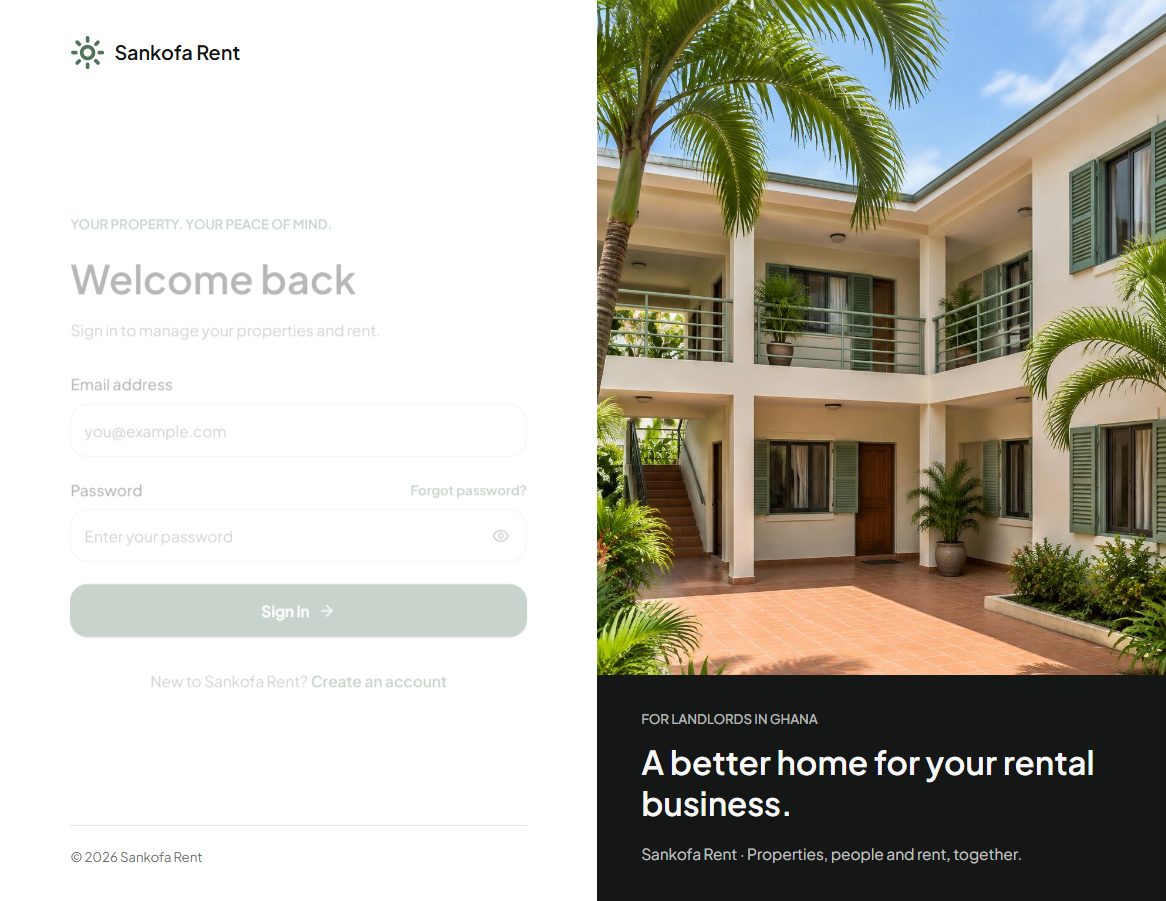 Sankofa Rent
YOUR PROPERTY. YOUR PEACE OF MIND.
Welcome back
Sign in to manage your properties and rent.
Email address
you@example.com
Password
Forgot password?
Enter your password
Sign in →
New to Sankofa Rent? Create an account
© 2026 Sankofa Rent
FOR LANDLORDS IN GHANA
A better home for your rental
business.
Sankofa Rent · Properties, people and rent, together.